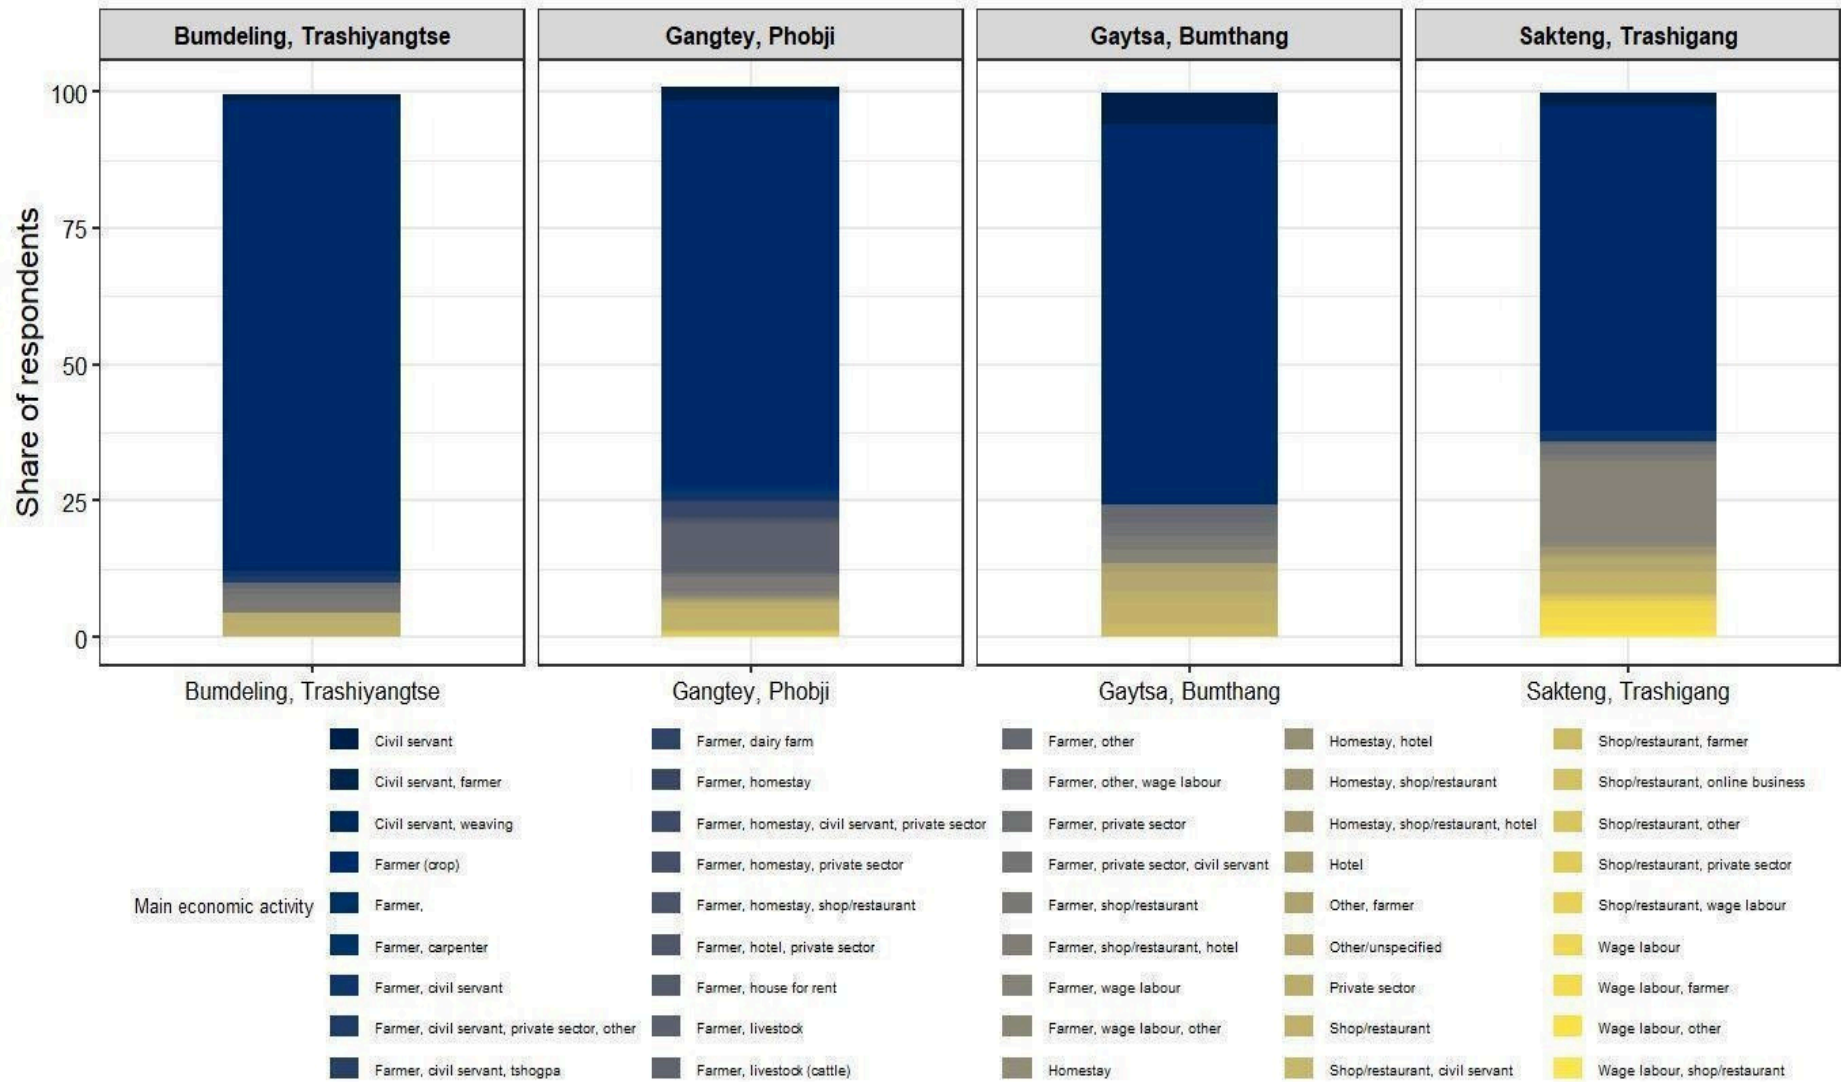 Bumdeling, Trashiyangtse
Gangtey, Phobji
Gaytsa, Bumthang
Sakteng, Trashigang
Share of respondents
100
75
50
25
0
Bumdeling, Trashiyangtse
Gangtey, Phobji
Gaytsa, Bumthang
Sakteng, Trashigang
Main economic activity
Civil servant
Civil servant, farmer
Civil servant, weaving
Farmer (crop)
Farmer,
Farmer, carpenter
Farmer, civil servant
Farmer, civil servant, private sector, other
Farmer, civil servant, tshogpa
Farmer, dairy farm
Farmer, homestay
Farmer, homestay, civil servant, private sector
Farmer, homestay, private sector
Farmer, homestay, shop/restaurant
Farmer, hotel, private sector
Farmer, house for rent
Farmer, livestock
Farmer, livestock (cattle)
Farmer, other
Farmer, other, wage labour
Farmer, private sector
Farmer, private sector, civil servant
Farmer, shop/restaurant
Farmer, shop/restaurant, hotel
Farmer, wage labour
Farmer, wage labour, other
Homestay
Homestay, hotel
Homestay, shop/restaurant
Homestay, shop/restaurant, hotel
Hotel
Other, farmer
Other/unspecified
Private sector
Shop/restaurant
Shop/restaurant, civil servant
Shop/restaurant, farmer
Shop/restaurant, online business
Shop/restaurant, other
Shop/restaurant, private sector
Shop/restaurant, wage labour
Wage labour
Wage labour, farmer
Wage labour, other
Wage labour, shop/restaurant